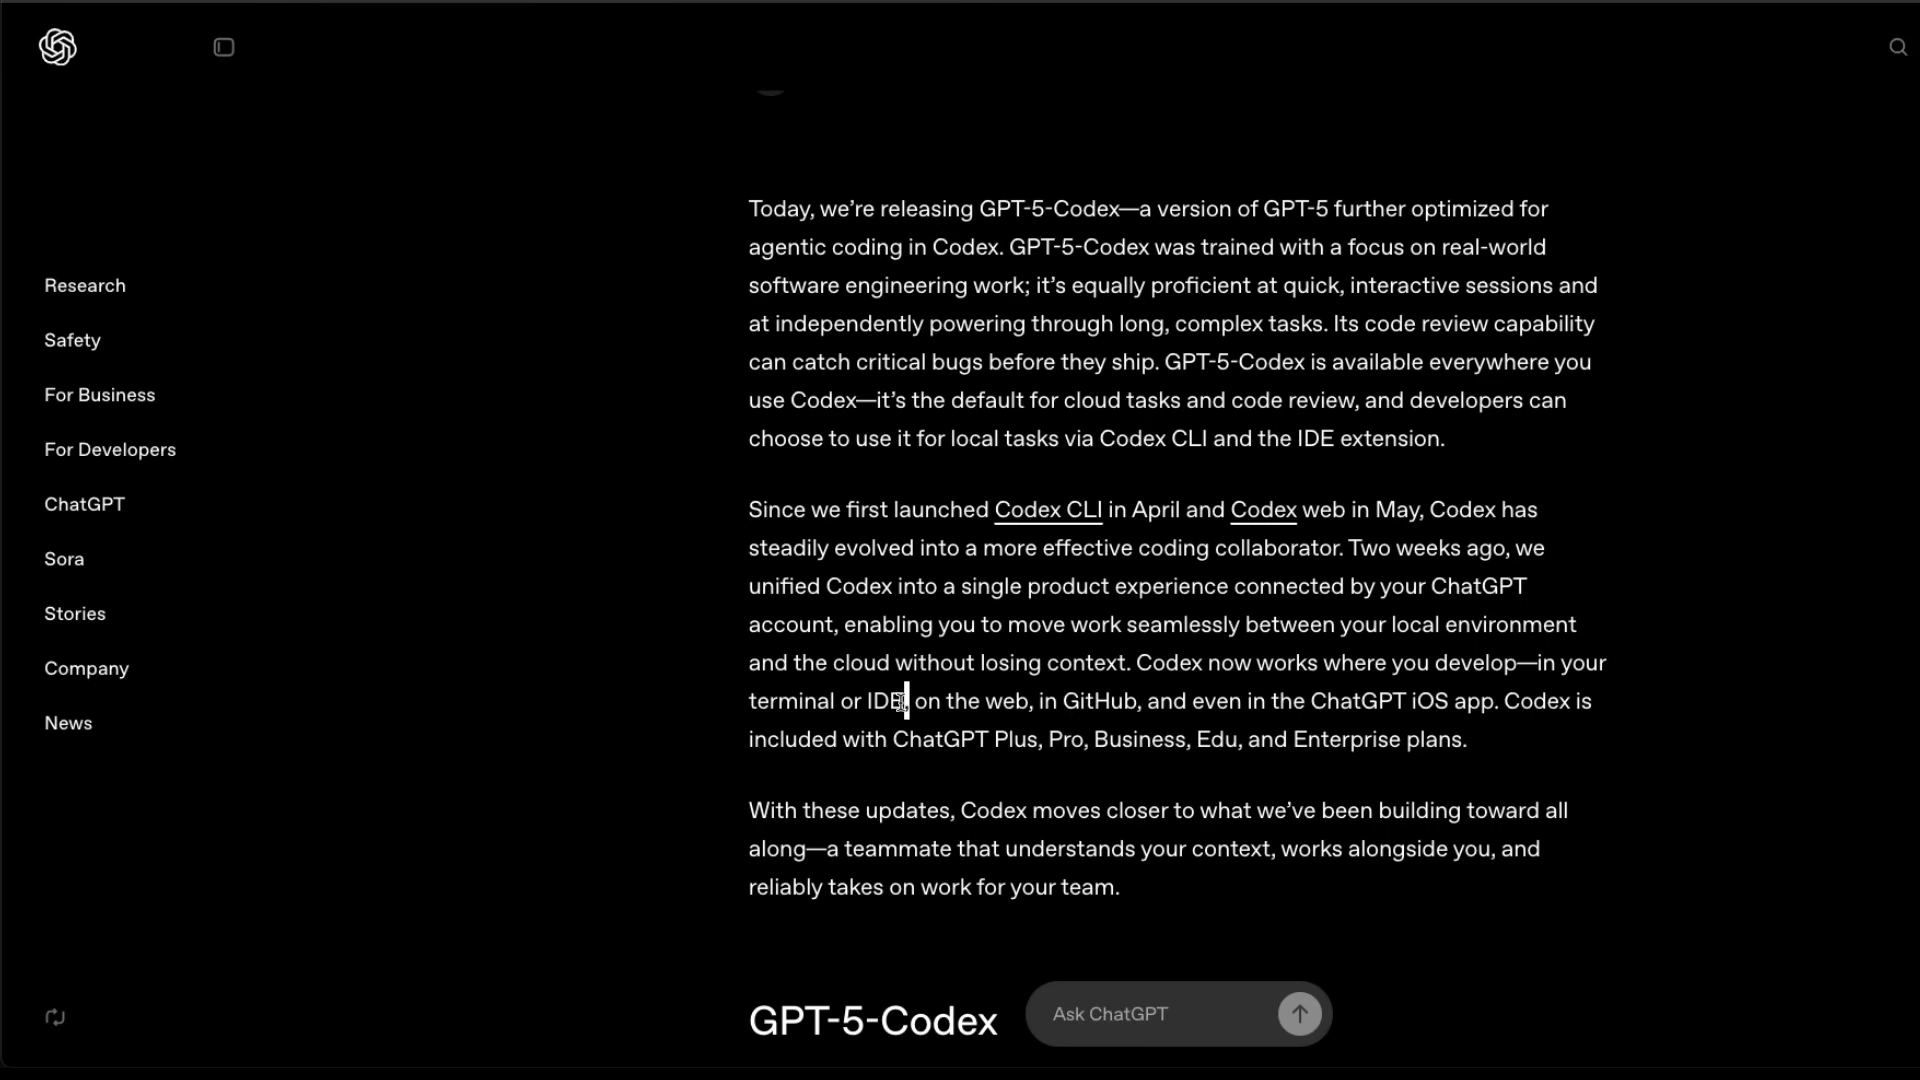 Research
Safety
For Business
For Developers
ChatGPT
Sora
Stories
Company
News
Today, we’re releasing GPT-5-Codex—a version of GPT-5 further optimized for
agentic coding in Codex. GPT-5-Codex was trained with a focus on real-world
software engineering work; it’s equally proficient at quick, interactive sessions and
at independently powering through long, complex tasks. Its code review capability
can catch critical bugs before they ship. GPT-5-Codex is available everywhere you
use Codex—it’s the default for cloud tasks and code review, and developers can
choose to use it for local tasks via Codex CLI and the IDE extension.
Since we first launched Codex CLI in April and Codex web in May, Codex has
steadily evolved into a more effective coding collaborator. Two weeks ago, we
unified Codex into a single product experience connected by your ChatGPT
account, enabling you to move work seamlessly between your local environment
and the cloud without losing context. Codex now works where you develop—in your
terminal or IDE, on the web, in GitHub, and even in the ChatGPT iOS app. Codex is
included with ChatGPT Plus, Pro, Business, Edu, and Enterprise plans.
With these updates, Codex moves closer to what we’ve been building toward all
along—a teammate that understands your context, works alongside you, and
reliably takes on work for your team.
GPT-5-Codex
Ask ChatGPT